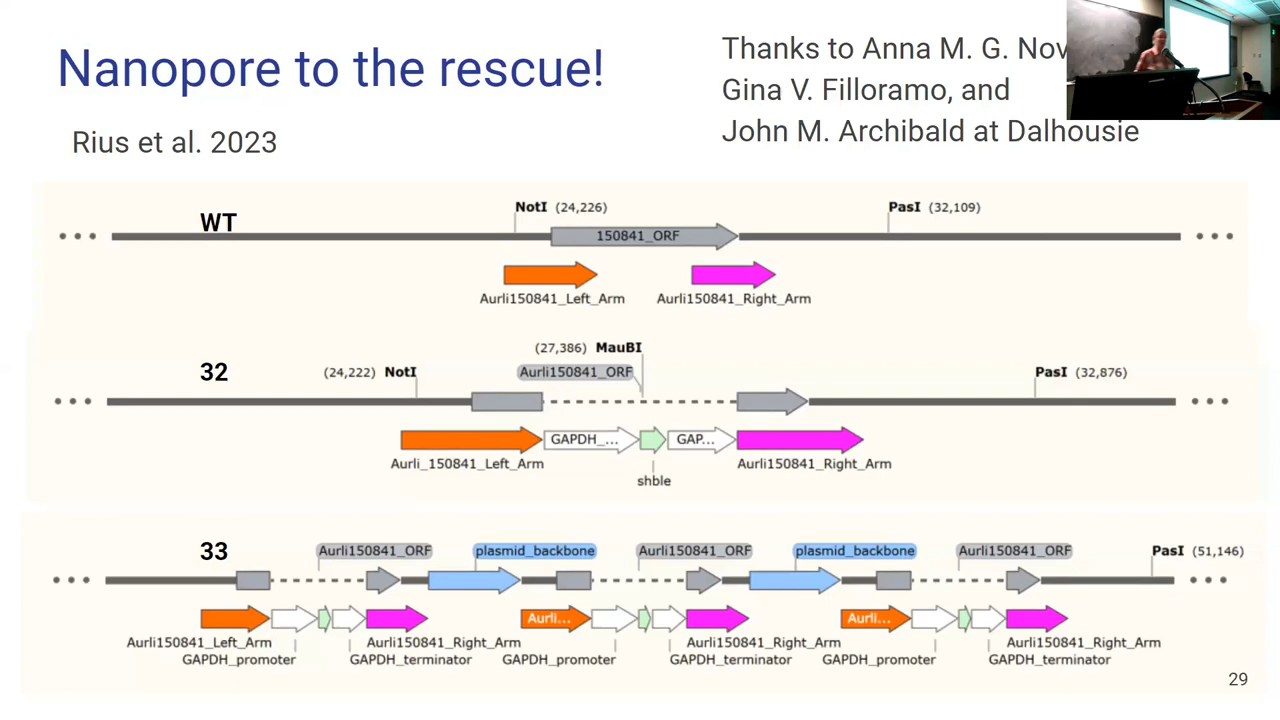 Nanopore to the rescue!
Rius et al. 2023
Thanks to Anna M. G.
Gina V. Filloramo, and
John M. Archibald at Dalhousie
WT
NotI (24,226)
PasI (32,109)
150841_ORF
Aurli150841_Left_Arm
Aurli150841_Right_Arm
32
(27,386) MauBI
(24,222) NotI
Aurli150841_ORF
PasI (32,876)
GAPDH_...
GAP...
Aurli_150841_Left_Arm
Aurli150841_Right_Arm
shble
33
Aurli150841_ORF
plasmid_backbone
Aurli150841_ORF
plasmid_backbone
Aurli150841_ORF
PasI (51,146)
Aurli...
Aurli...
Aurli150841_Left_Arm
Aurli150841_Right_Arm
Aurli150841_Right_Arm
Aurli150841_Right_Arm
GAPDH_promoter
GAPDH_terminator
GAPDH_promoter
GAPDH_terminator
GAPDH_promoter
GAPDH_terminator
29